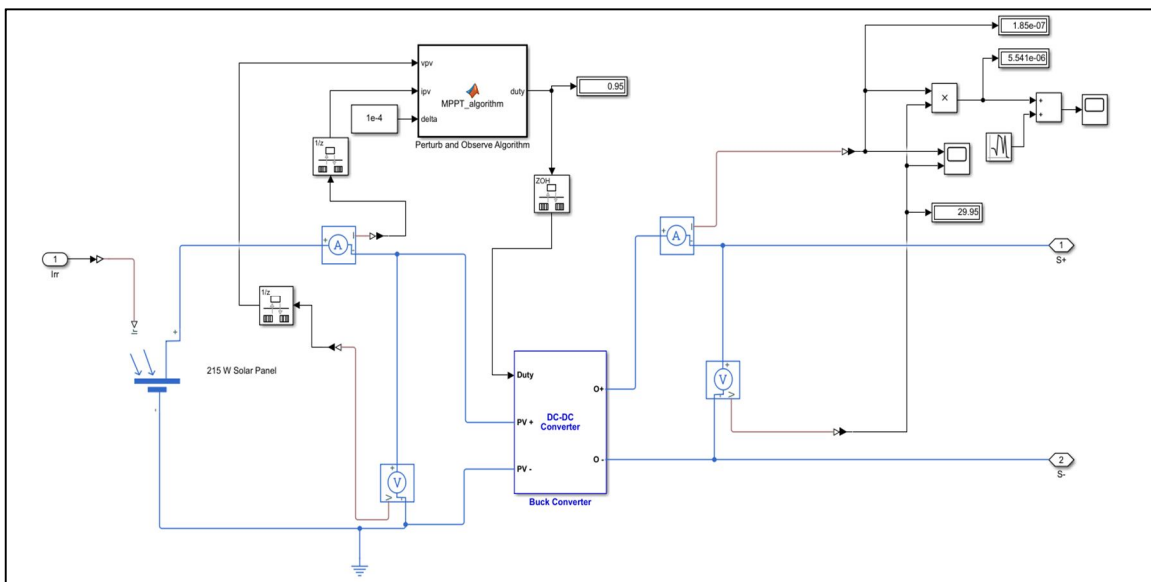 1.85e-07
vpv
5.541e-06
ipv
MPPT_algorithm
duty
0.95
×
+
+
1e-4
delta
Perturb and Observe Algorithm
1/z
ZOH
I
29.95
+
A
-
I
+
A
-
1
Irr
1
S+
1/z
Ir
+
215 W Solar Panel
-
Duty
DC-DC
Converter
O+
+
V
V
PV +
PV -
O -
+
V
V
2
S-
Buck Converter